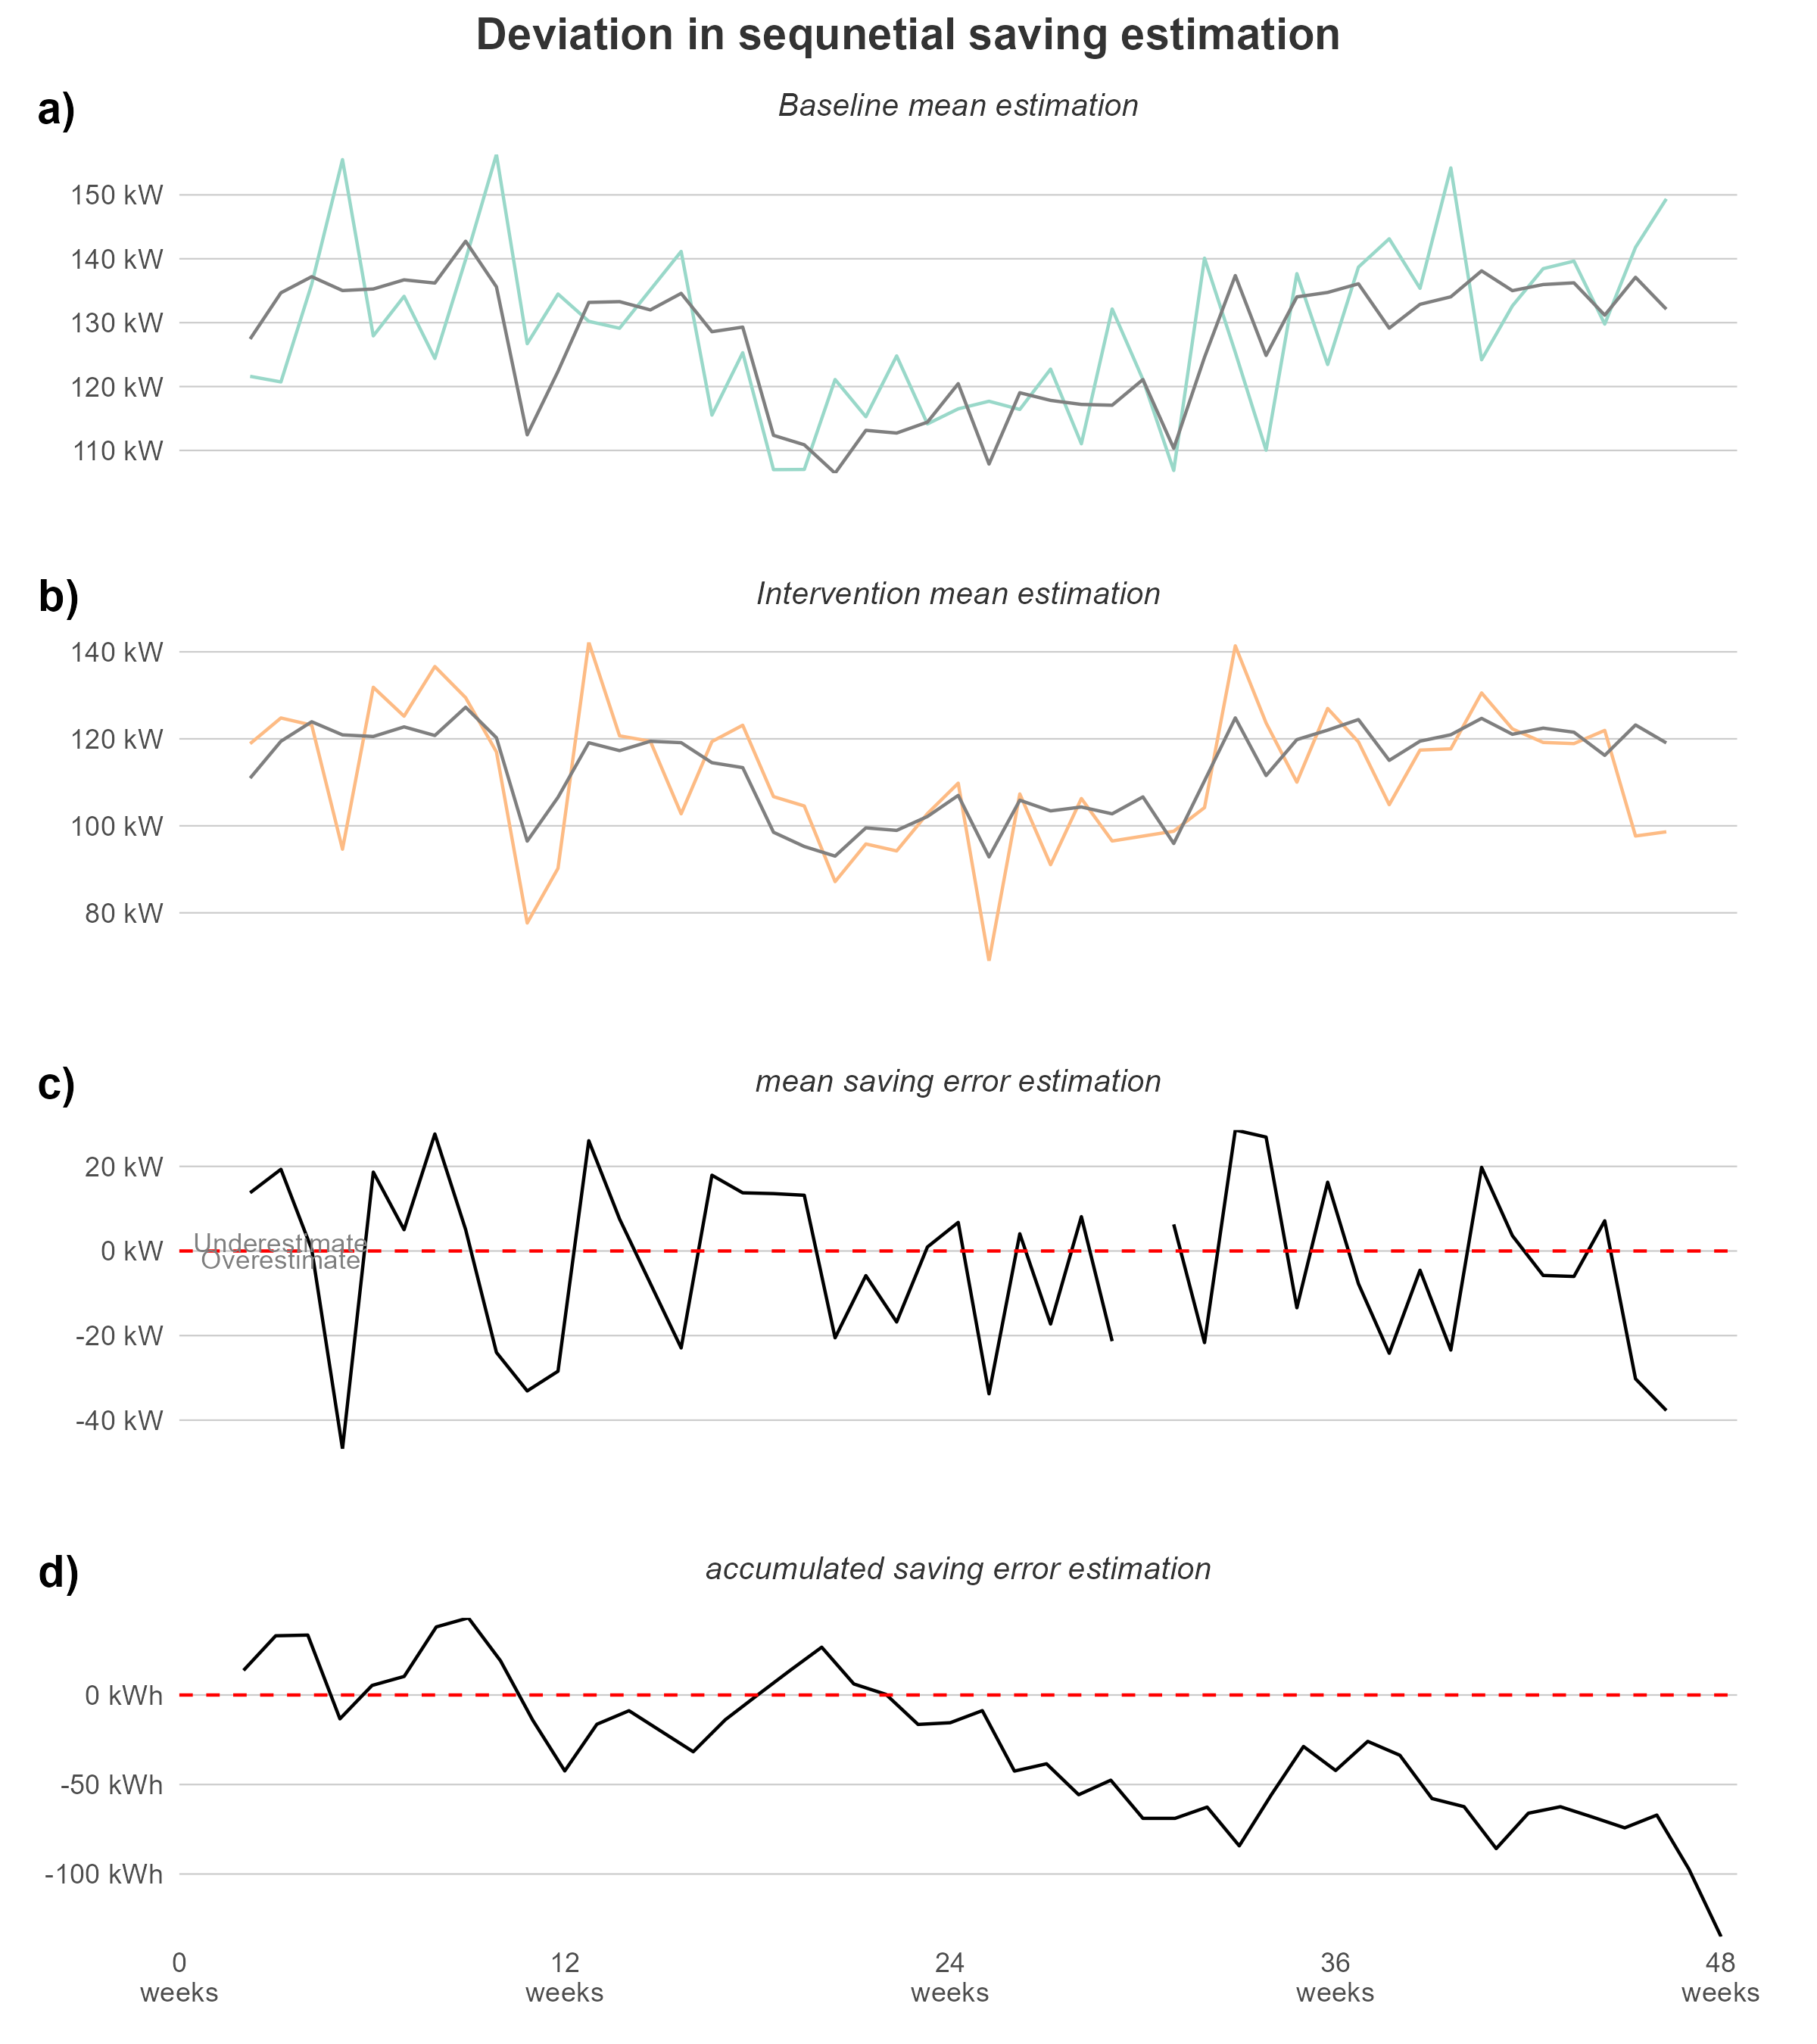 Deviation in sequnetial saving estimation
a)
Baseline mean estimation
150 kW
140 kW
130 kW
120 kW
110 kW
b)
Intervention mean estimation
140 kW
120 kW
100 kW
80 kW
c)
mean saving error estimation
20 kW
Underestimate
0 kW
Overestimate
-20 kW
-40 kW
d)
accumulated saving error estimation
0 kWh
-50 kWh
-100 kWh
0 12 24 36 48
weeks weeks weeks weeks weeks